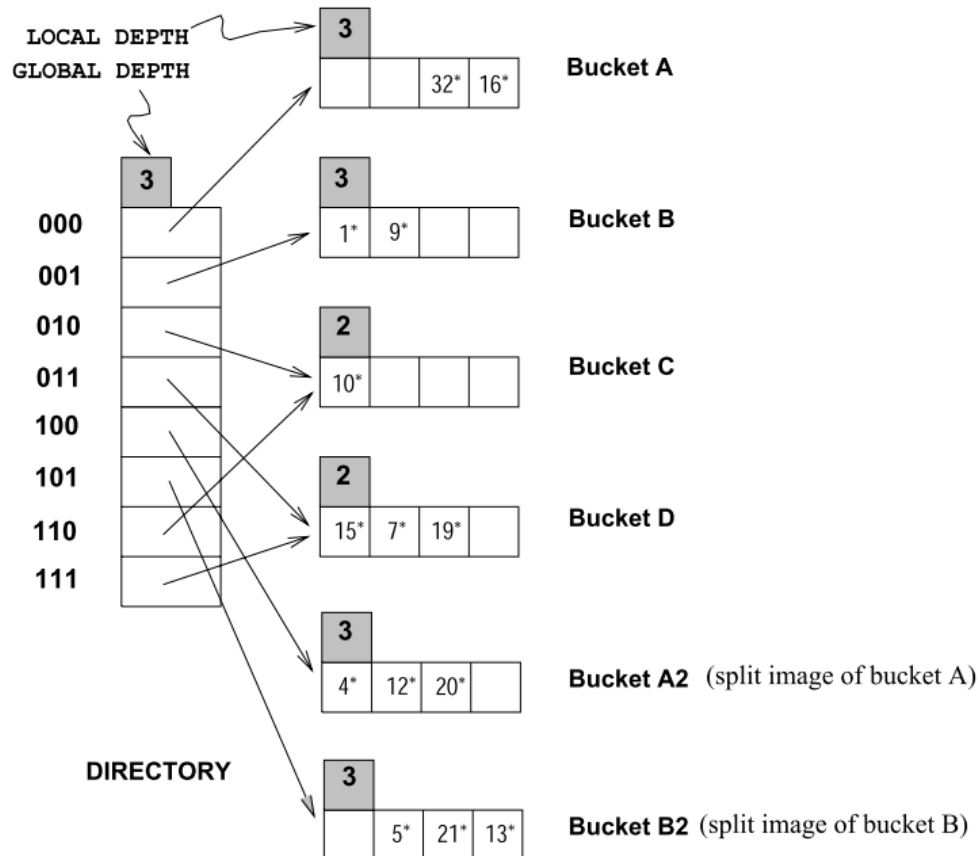 LOCAL DEPTH
GLOBAL DEPTH
3
32* 16*
Bucket A
3
000
001
010
011
100
101
110
111
DIRECTORY
3
1* 9*
Bucket B
2
10*
Bucket C
2
15* 7* 19*
Bucket D
3
4* 12* 20*
Bucket A2 (split image of bucket A)
3
5* 21* 13*
Bucket B2 (split image of bucket B)